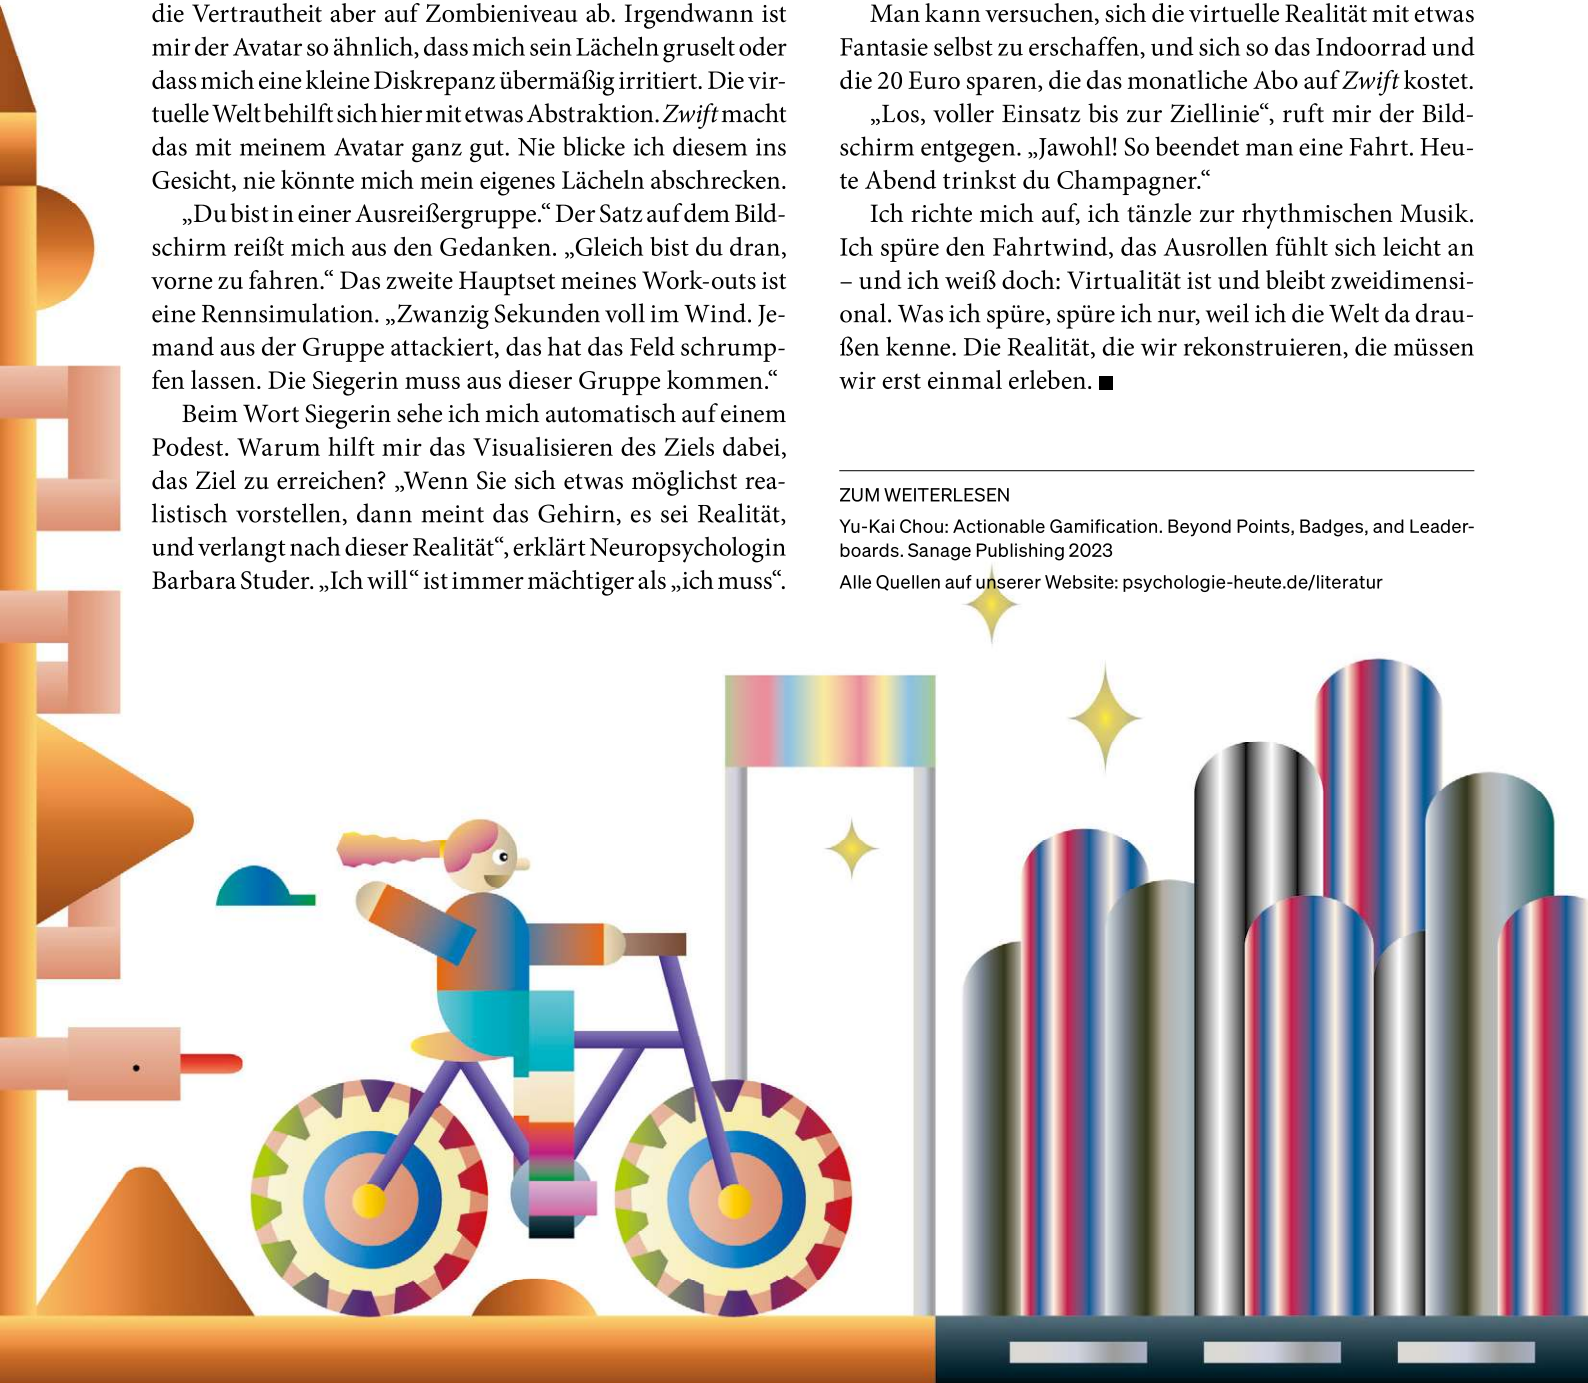 die Vertrautheit aber auf Zombieniveau ab. Irgendwann ist
mir der Avatar so ähnlich, dass mich sein Lächeln gruselt oder
dass mich eine kleine Diskrepanz übermäßig irritiert. Die vir-
tuelle Welt behilft sich hier mit etwas Abstraktion. Zwift macht
das mit meinem Avatar ganz gut. Nie blicke ich diesem ins
Gesicht, nie könnte mich mein eigenes Lächeln abschrecken.
„Du bist in einer Ausreißergruppe.“ Der Satz auf dem Bild-
schirm reißt mich aus den Gedanken. „Gleich bist du dran,
vorne zu fahren.“ Das zweite Hauptset meines Work-outs ist
eine Rennsimulation. „Zwanzig Sekunden voll im Wind. Je-
mand aus der Gruppe attackiert, das hat das Feld schrump-
fen lassen. Die Siegerin muss aus dieser Gruppe kommen.“
Beim Wort Siegerin sehe ich mich automatisch auf einem
Podest. Warum hilft mir das Visualisieren des Ziels dabei,
das Ziel zu erreichen? „Wenn Sie sich etwas möglichst rea-
listisch vorstellen, dann meint das Gehirn, es sei Realität,
und verlangt nach dieser Realität“, erklärt Neuropsychologin
Barbara Studer. „Ich will“ ist immer mächtiger als „ich muss“.
Man kann versuchen, sich die virtuelle Realität mit etwas
Fantasie selbst zu erschaffen, und sich so das Indoorrad und
die 20 Euro sparen, die das monatliche Abo auf Zwift kostet.
„Los, voller Einsatz bis zur Ziellinie“, ruft mir der Bild-
schirm entgegen. „Jawohl! So beendet man eine Fahrt. Heu-
te Abend trinkst du Champagner.“
Ich richte mich auf, ich tänzle zur rhythmischen Musik.
Ich spüre den Fahrtwind, das Ausrollen fühlt sich leicht an
– und ich weiß doch: Virtualität ist und bleibt zweidimensi-
onal. Was ich spüre, spüre ich nur, weil ich die Welt da drau-
ßen kenne. Die Realität, die wir rekonstruieren, die müssen
wir erst einmal erleben. ■
ZUM WEITERLESEN
Yu-Kai Chou: Actionable Gamification. Beyond Points, Badges, and Leader-
boards. Sanage Publishing 2023
Alle Quellen auf unserer Website: psychologie-heute.de/literatur